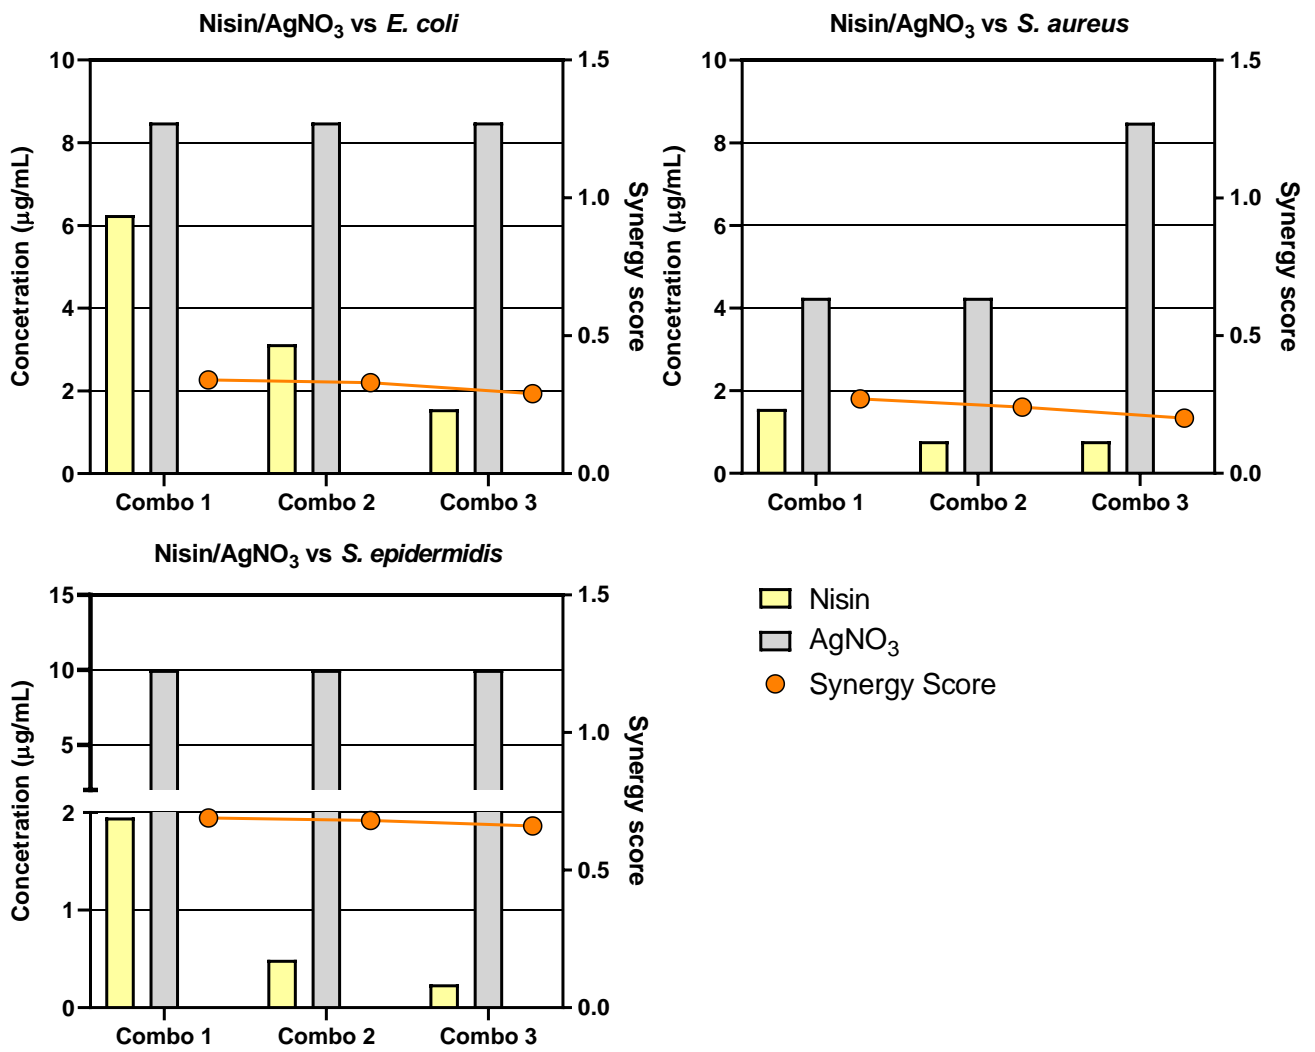 Nisin/AgNO₃ vs E. coli
10
8
6
4
2
0
Concetration (μg/mL)
1.5
1.0
0.5
0.0
Synergy score
Combo 1
Combo 2
Combo 3
Nisin/AgNO₃ vs S. aureus
10
8
6
4
2
0
Concetration (μg/mL)
1.5
1.0
0.5
0.0
Synergy score
Combo 1
Combo 2
Combo 3
Nisin/AgNO₃ vs S. epidermidis
15
10
5
2
1
0
Concetration (μg/mL)
1.5
1.0
0.5
0.0
Synergy score
Combo 1
Combo 2
Combo 3
Nisin
AgNO₃
Synergy Score